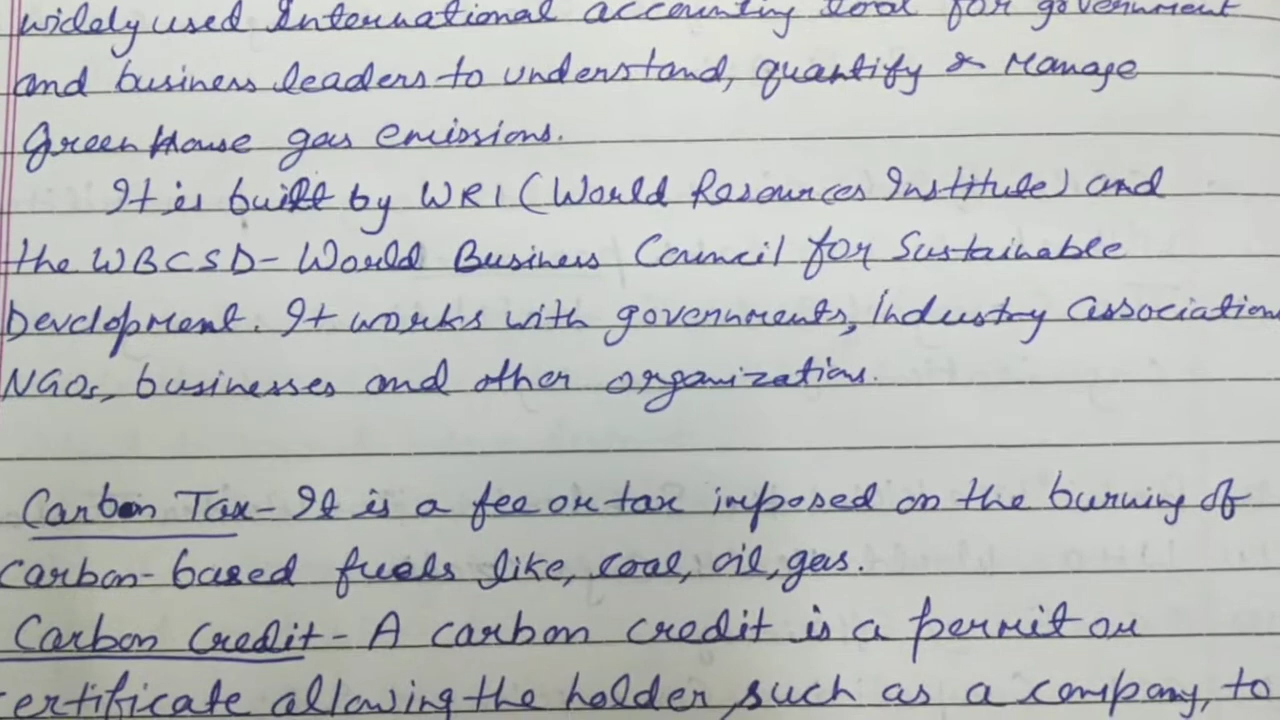 widely used International accounting tool for government
and business leaders to understand, quantify & Manage
Green House gas emissions.
It is built by WRI (World Resources Institute) and
the WBCSD- World Business Council for Sustainable
Development. It works with governments, Industry association
NGOs, businesses and other organizations.
Carbon Tax- It is a fee or tax imposed on the burning of
carbon-based fuels like, coal, oil, gas.
Carbon Credit- A carbon credit is a permit or
certificate allowing the holder, such as a company, to